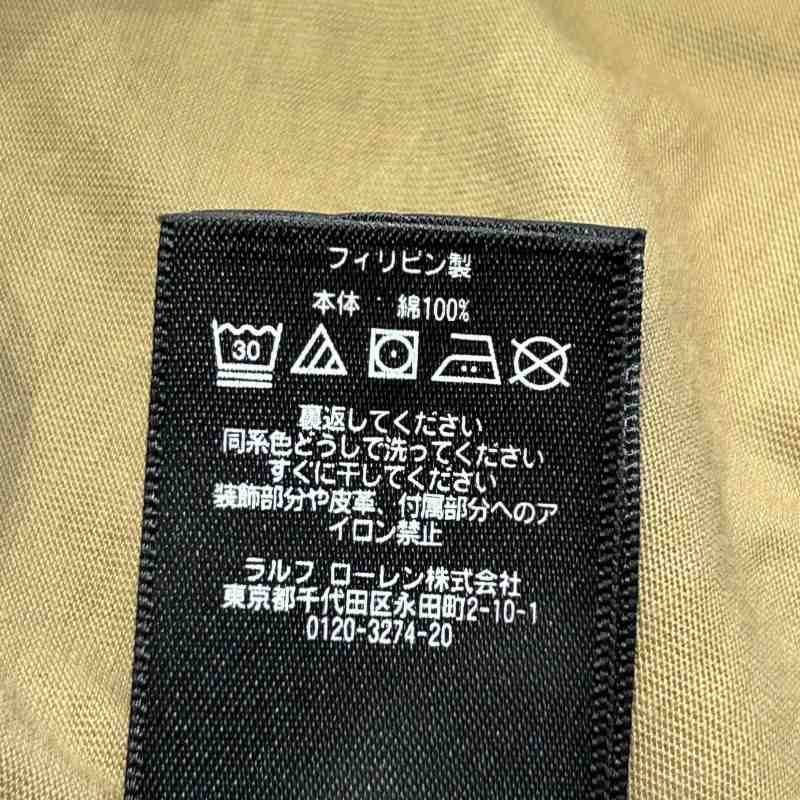 フィリピン製
本体 綿100%
30
裏返してください
同系色どうしで洗ってください
すぐに干してください
装飾部分や皮革、付属部分へのア
イロン禁止
ラルフ ローレン株式会社
東京都千代田区永田町2-10-1
0120-3274-20